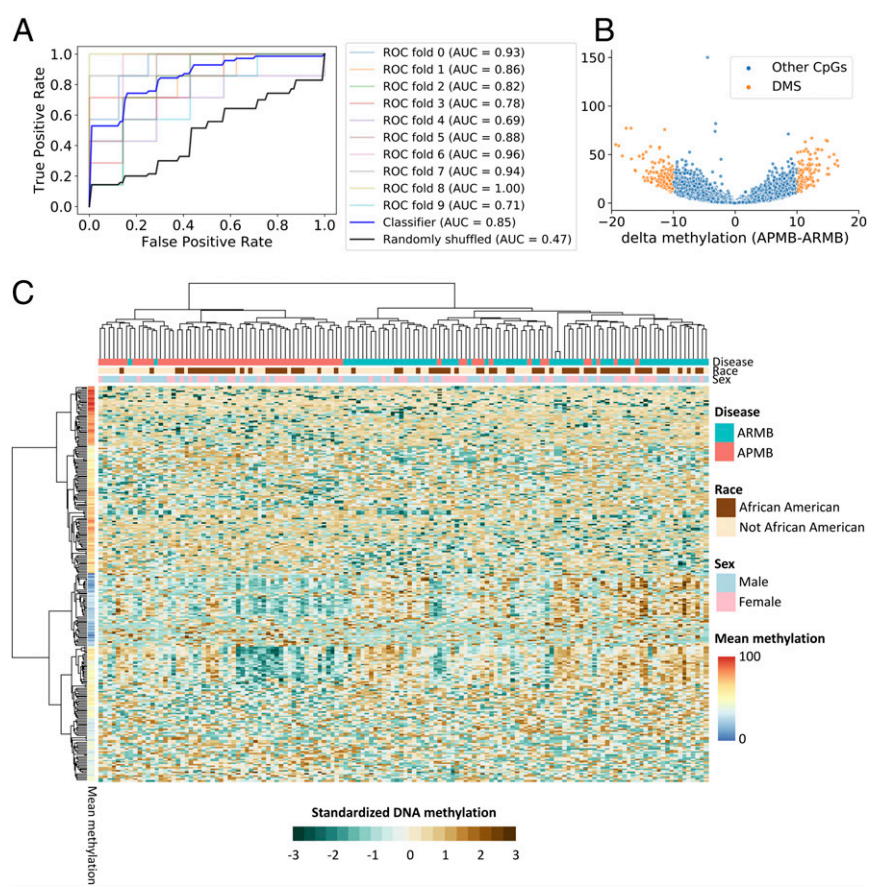 A
1.0
0.8
0.6
0.4
0.2
0.0
True Positive Rate
0.0 0.2 0.4 0.6 0.8 1.0
False Positive Rate
ROC fold 0 (AUC = 0.93)
ROC fold 1 (AUC = 0.86)
ROC fold 2 (AUC = 0.82)
ROC fold 3 (AUC = 0.78)
ROC fold 4 (AUC = 0.69)
ROC fold 5 (AUC = 0.88)
ROC fold 6 (AUC = 0.96)
ROC fold 7 (AUC = 0.94)
ROC fold 8 (AUC = 1.00)
ROC fold 9 (AUC = 0.71)
Classifier (AUC = 0.85)
Randomly shuffled (AUC = 0.47)
B
150
100
50
0
Other CpGs
DMS
−20 −10 0 10 20
delta methylation (APMB-ARMB)
C
Disease
Race
Sex
Disease
ARMB
APMB
Race
African American
Not African American
Sex
Male
Female
Mean methylation
100
0
Mean methylation
Standardized DNA methylation
-3 -2 -1 0 1 2 3